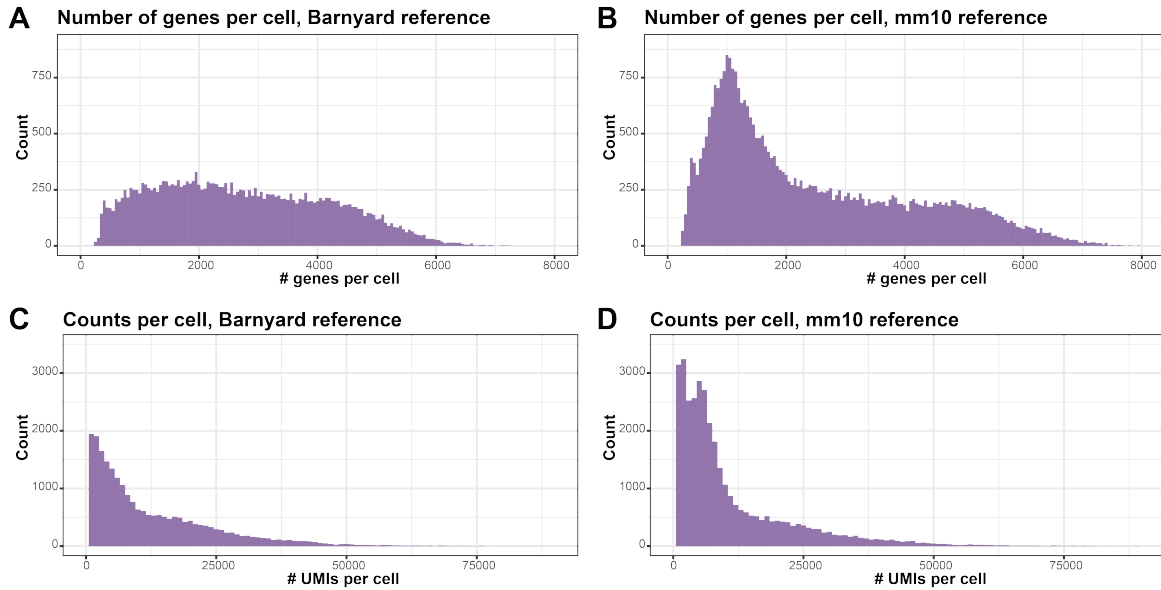 A Number of genes per cell, Barnyard reference
750
500
250
0
Count
0 2000 4000 6000 8000
# genes per cell
B Number of genes per cell, mm10 reference
750
500
250
0
Count
0 2000 4000 6000 8000
# genes per cell
C Counts per cell, Barnyard reference
3000
2000
1000
0
Count
0 25000 50000 75000
# UMIs per cell
D Counts per cell, mm10 reference
3000
2000
1000
0
Count
0 25000 50000 75000
# UMIs per cell